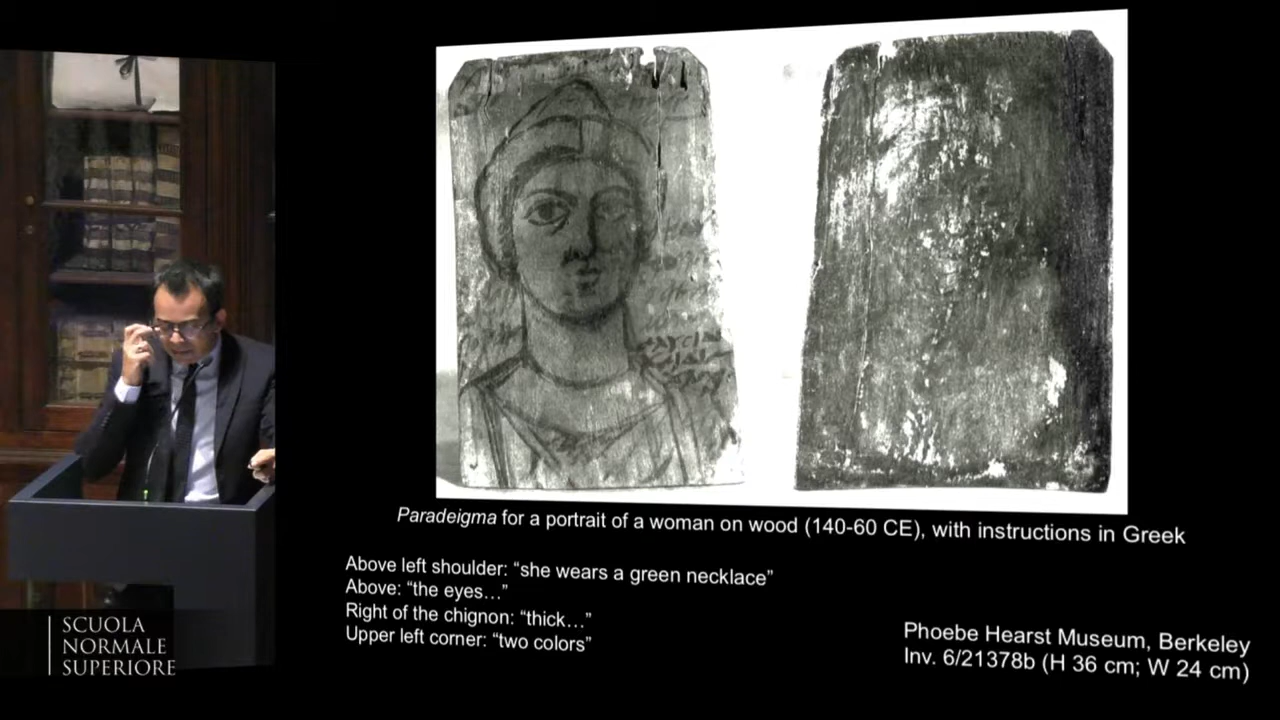 Paradeigma for a portrait of a woman on wood (140-60 CE), with instructions in Greek
Above left shoulder: “she wears a green necklace”
Above: “the eyes…”
Right of the chignon: “thick…”
Upper left corner: “two colors”
Phoebe Hearst Museum, Berkeley
Inv. 6/21378b (H 36 cm; W 24 cm)
SCUOLA
NORMALE
SUPERIORE